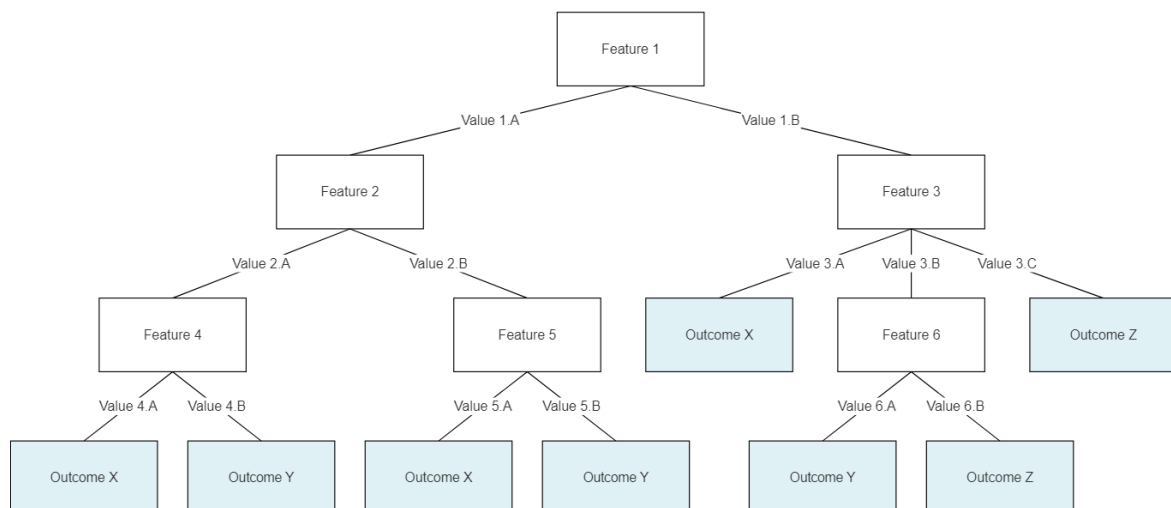 Feature 1
Value 1.A
Value 1.B
Feature 2
Feature 3
Value 2.A
Value 2.B
Value 3.A
Value 3.B
Value 3.C
Feature 4
Feature 5
Outcome X
Feature 6
Outcome Z
Value 4.A
Value 4.B
Value 5.A
Value 5.B
Value 6.A
Value 6.B
Outcome X
Outcome Y
Outcome X
Outcome Y
Outcome Y
Outcome Z